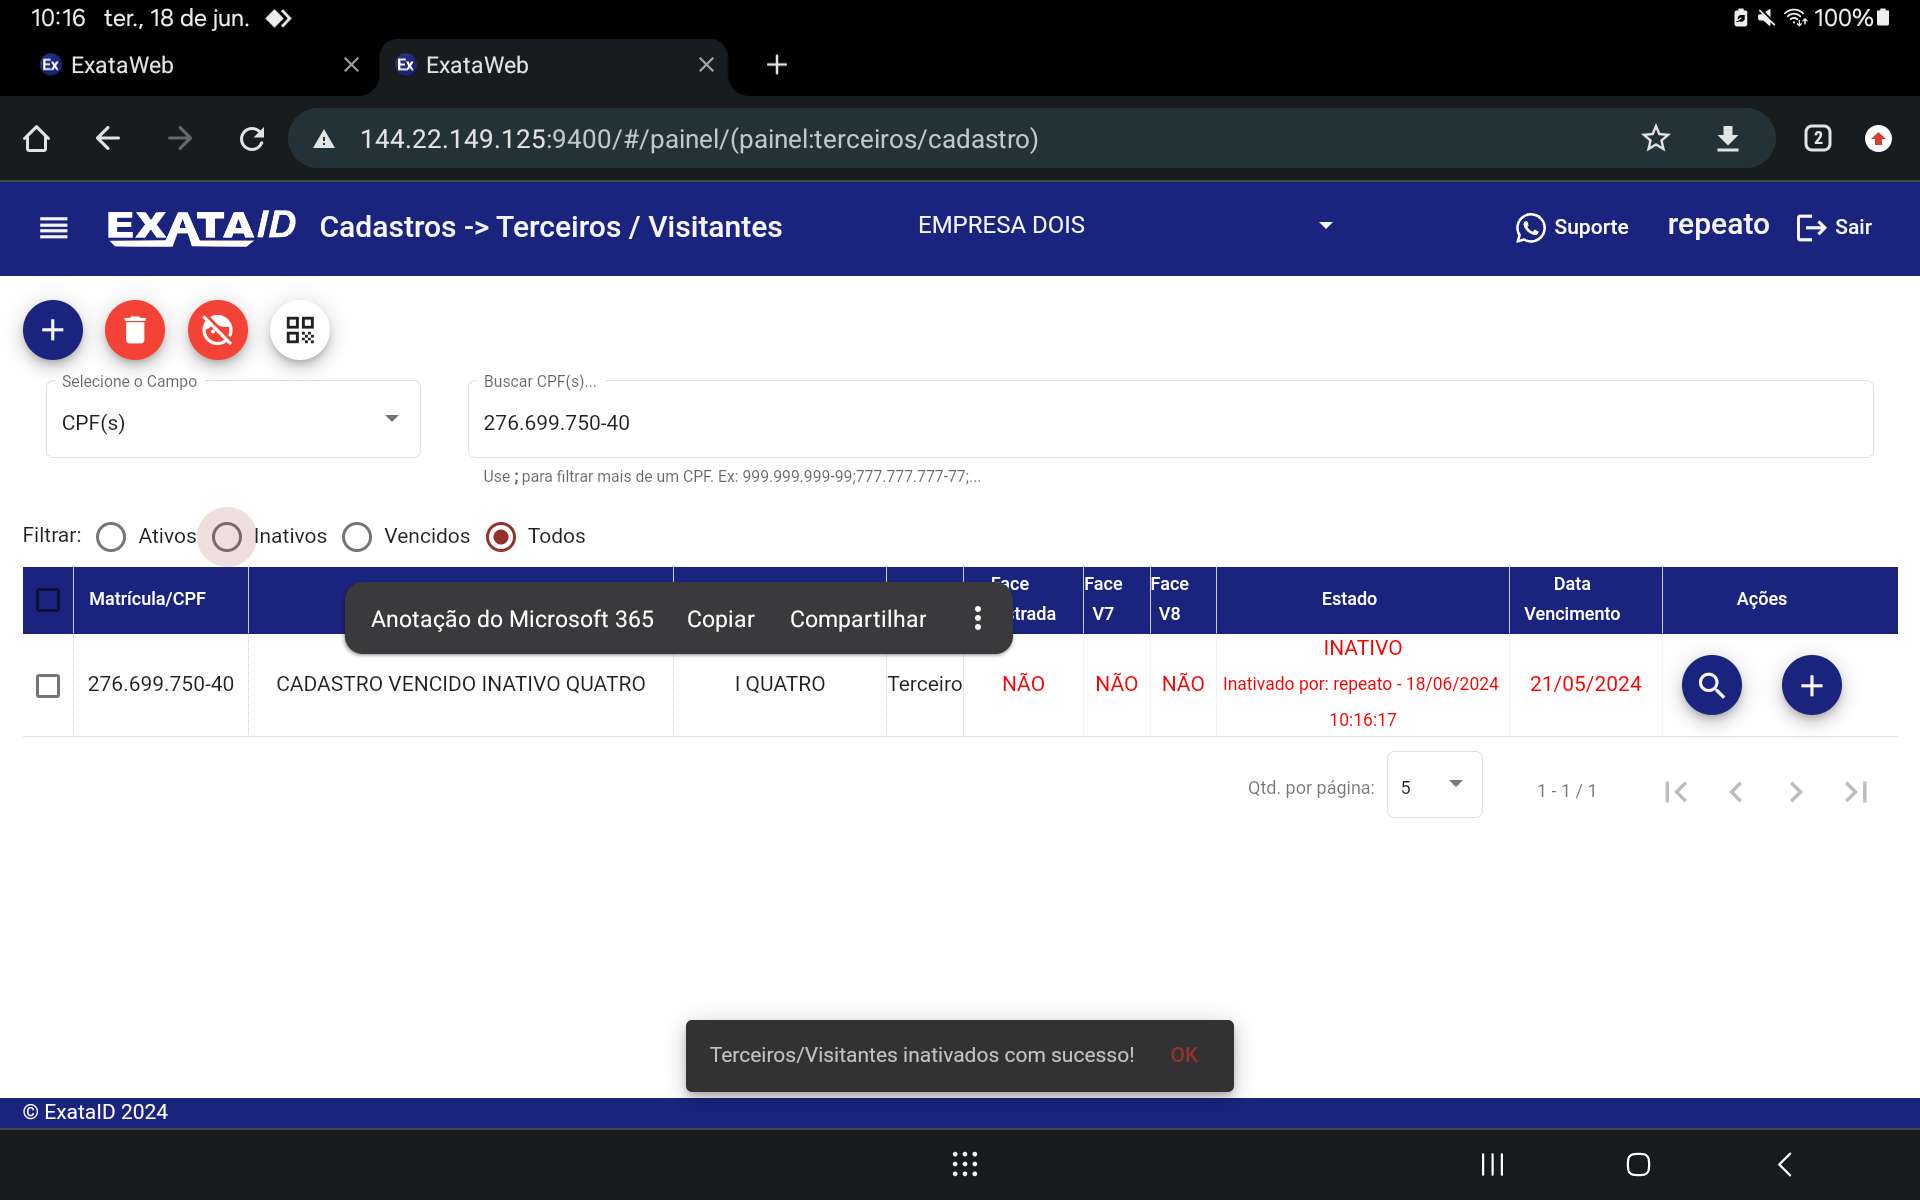 10:16 ter., 18 de jun. 100%
Ex ExataWeb
Ex ExataWeb
144.22.149.125:9400/#/painel/(painel:terceiros/cadastro)
2
EXATAID Cadastros -> Terceiros / Visitantes EMPRESA DOIS Suporte repeato Sair
Selecione o Campo
CPF(s)
Buscar CPF(s)...
276.699.750-40
Use ; para filtrar mais de um CPF. Ex: 999.999.999-99;777.777.777-77;...
Filtrar: Ativos Inativos Vencidos Todos
Matrícula/CPF
Face
strada
Face
V7
Face
V8
Estado
Data
Vencimento
Ações
Anotação do Microsoft 365 Copiar Compartilhar
276.699.750-40 CADASTRO VENCIDO INATIVO QUATRO I QUATRO Terceiro NÃO NÃO NÃO
INATIVO
Inativado por: repeato - 18/06/2024
10:16:17
21/05/2024
Qtd. por página: 5 1 - 1 / 1
Terceiros/Visitantes inativados com sucesso! OK
© ExataID 2024